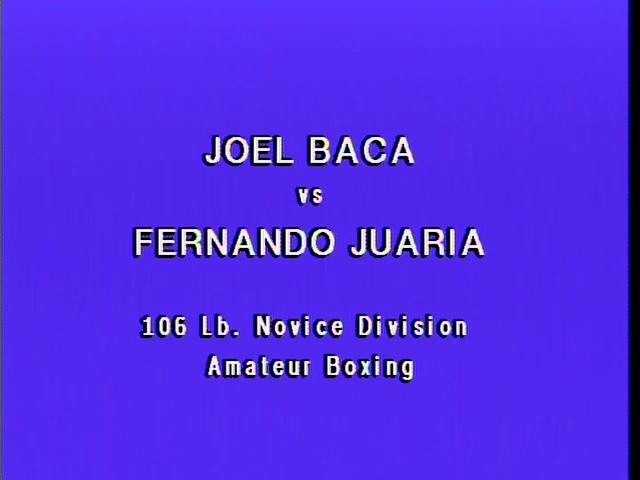 JOEL BACA
vs
FERNANDO JUARIA
106 Lb. Novice Division
Amateur Boxing